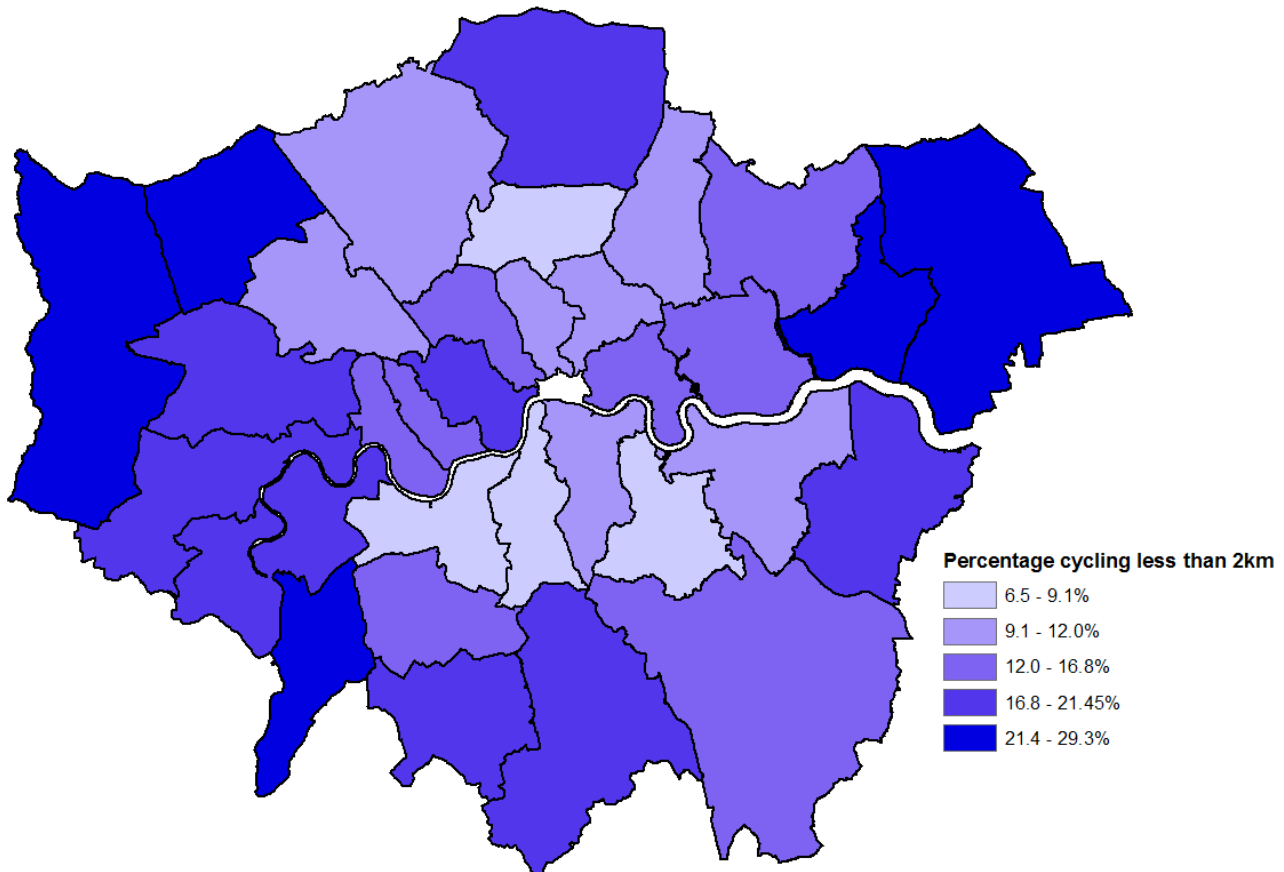 Percentage cycling less than 2km
6.5 - 9.1%
9.1 - 12.0%
12.0 - 16.8%
16.8 - 21.45%
21.4 - 29.3%